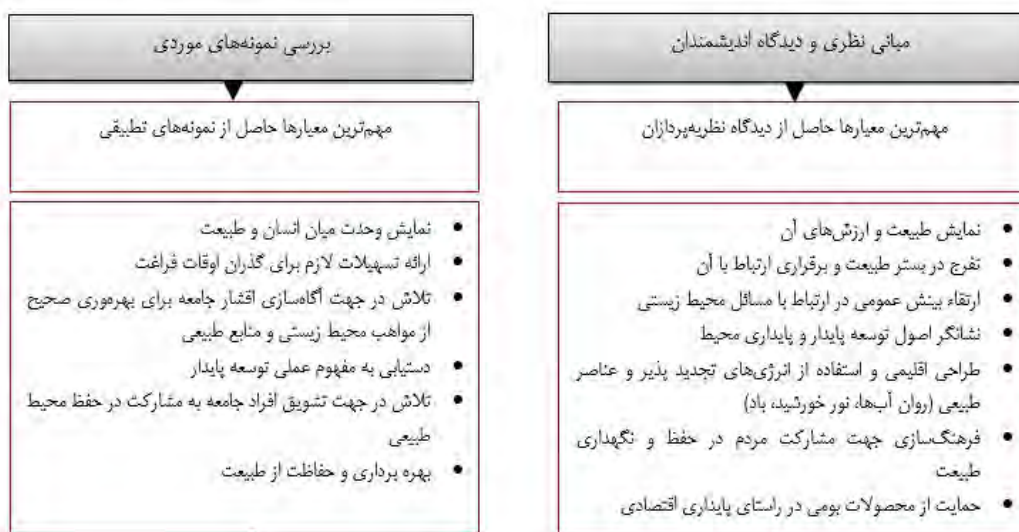 مبانی نظری و دیدگاه اندیشمندان
مهم‌ترین معیارها حاصل از دیدگاه نظریه‌پردازان
• نمایش طبیعت و ارزش‌های آن
• تفرج در بستر طبیعت و برقراری ارتباط با آن
• ارتقاء بینش عمومی در ارتباط با مسائل محیط زیستی
• نشانگر اصول توسعه پایدار و پایداری محیط
• طراحی اقلیمی و استفاده از انرژی‌های تجدید پذیر و عناصر
طبیعی (روان آب‌ها، نور خورشید، باد)
• فرهنگ‌سازی جهت مشارکت مردم در حفظ و نگهداری
طبیعت
• حمایت از محصولات بومی در راستای پایداری اقتصادی
بررسی نمونه‌های موردی
مهم‌ترین معیارها حاصل از نمونه‌های تطبیقی
• نمایش وحدت میان انسان و طبیعت
• ارائه تسهیلات لازم برای گذران اوقات فراغت
• تلاش در جهت آگاه‌سازی اقشار جامعه برای بهره‌وری صحیح
از مواهب محیط زیستی و منابع طبیعی
• دستیابی به مفهوم عملی توسعه پایدار
• تلاش در جهت تشویق افراد جامعه به مشارکت در حفظ محیط
طبیعی
• بهره برداری و حفاظت از طبیعت